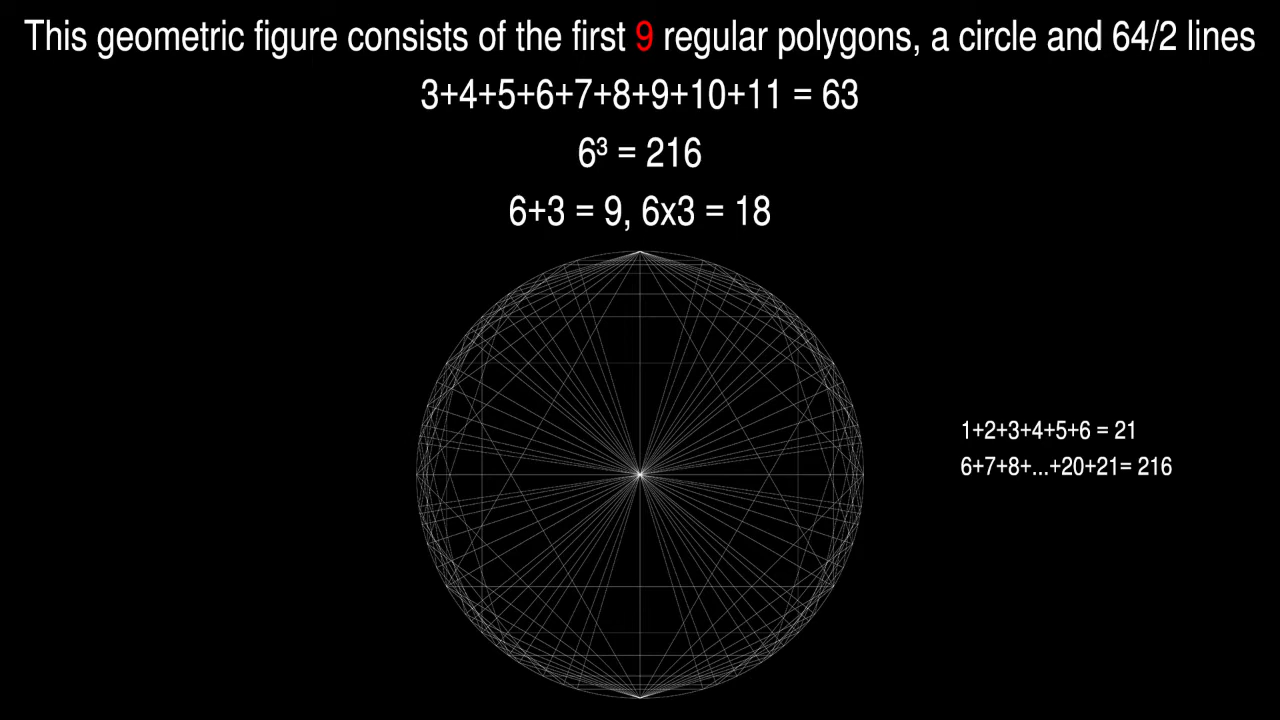 This geometric figure consists of the first 9 regular polygons, a circle and 64/2 lines
3+4+5+6+7+8+9+10+11 = 63
6³ = 216
6+3 = 9, 6x3 = 18
1+2+3+4+5+6 = 21
6+7+8+...+20+21= 216